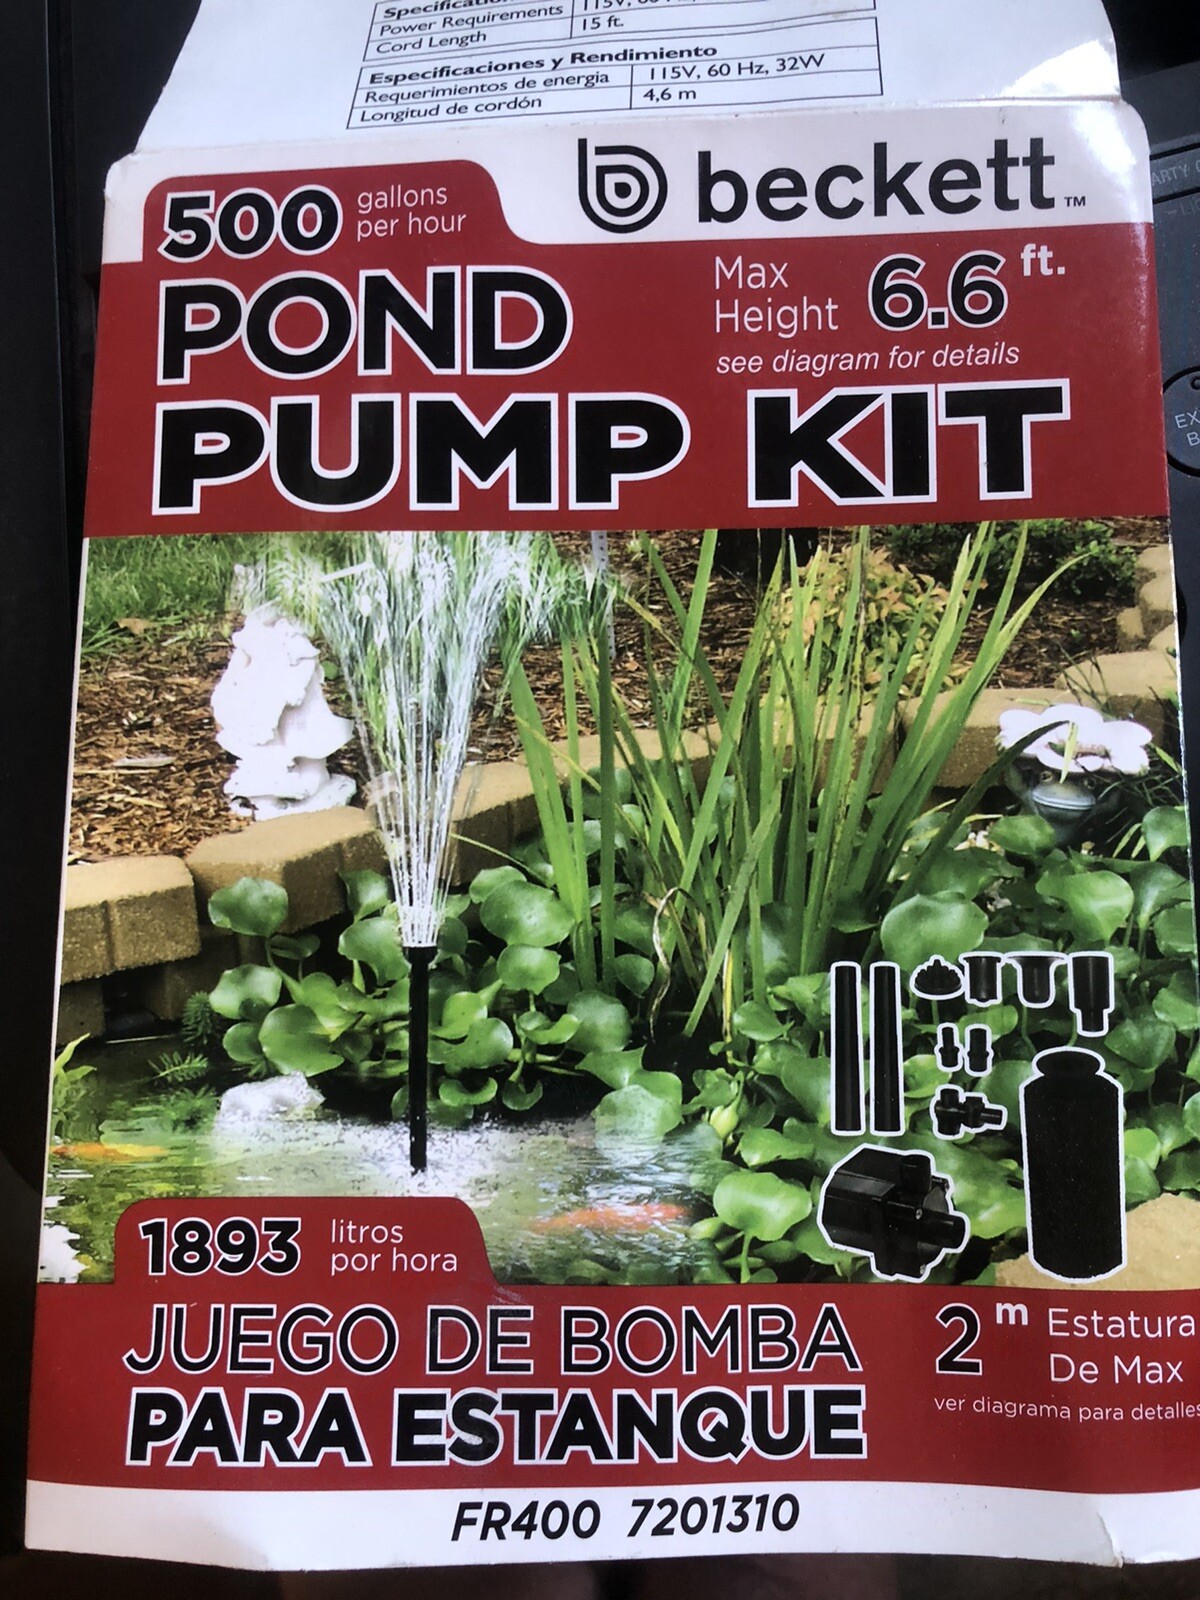 Power Requirements
115V, 60
Cord Length
15 ft.
Especificaciones y Rendimiento
Requerimientos de energia
115V, 60 Hz, 32W
Longitud de cordón
4,6 m
beckett™
500 gallons per hour
POND
PUMP KIT
Max Height 6.6 ft.
see diagram for details
1893 litros por hora
JUEGO DE BOMBA
PARA ESTANQUE
2 m Estatura De Max
ver diagrama para detalles
FR400 7201310